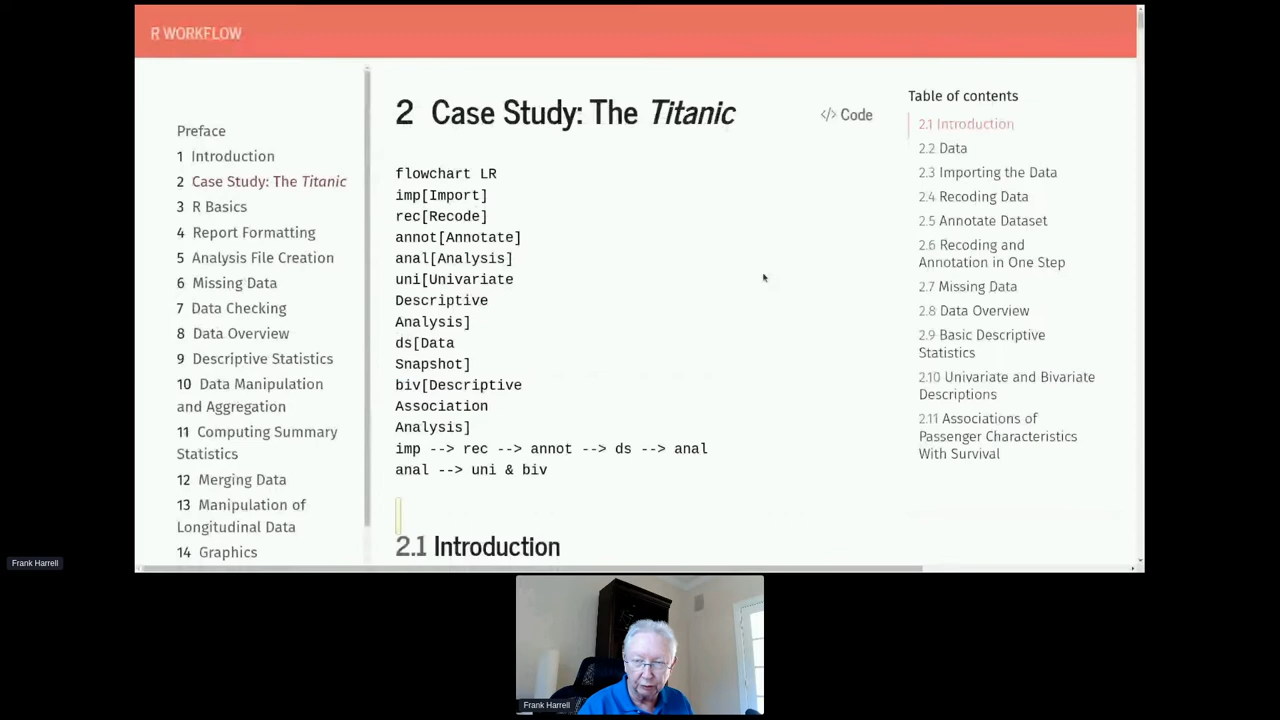 R WORKFLOW
Preface
1 Introduction
2 Case Study: The Titanic
3 R Basics
4 Report Formatting
5 Analysis File Creation
6 Missing Data
7 Data Checking
8 Data Overview
9 Descriptive Statistics
10 Data Manipulation
and Aggregation
11 Computing Summary
Statistics
12 Merging Data
13 Manipulation of
Longitudinal Data
14 Graphics
2 Case Study: The Titanic
</> Code
flowchart LR
imp[Import]
rec[Recode]
annot[Annotate]
anal[Analysis]
uni[Univariate
Descriptive
Analysis]
ds[Data
Snapshot]
biv[Descriptive
Association
Analysis]
imp --> rec --> annot --> ds --> anal
anal --> uni & biv
2.1 Introduction
Table of contents
2.1 Introduction
2.2 Data
2.3 Importing the Data
2.4 Recoding Data
2.5 Annotate Dataset
2.6 Recoding and
Annotation in One Step
2.7 Missing Data
2.8 Data Overview
2.9 Basic Descriptive
Statistics
2.10 Univariate and Bivariate
Descriptions
2.11 Associations of
Passenger Characteristics
With Survival
Frank Harrell
Frank Harrell